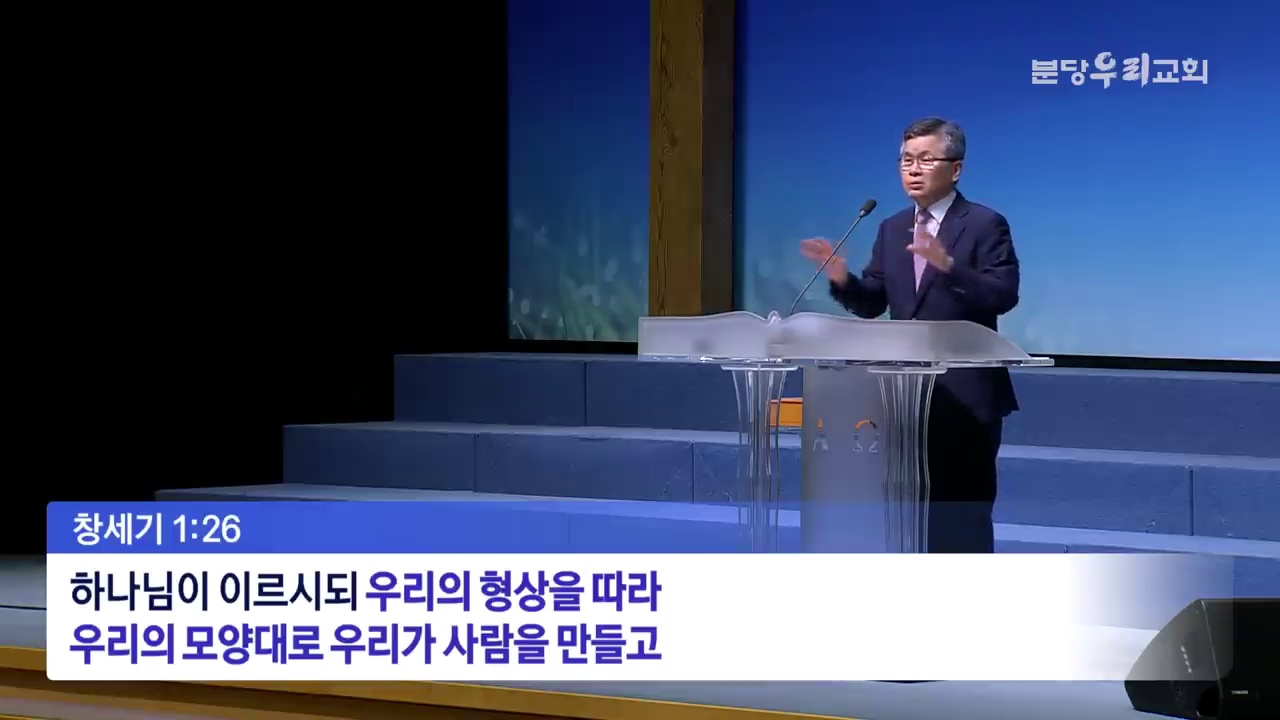 분당우리교회
A Ω
창세기 1:26
하나님이 이르시되 우리의 형상을 따라
우리의 모양대로 우리가 사람을 만들고